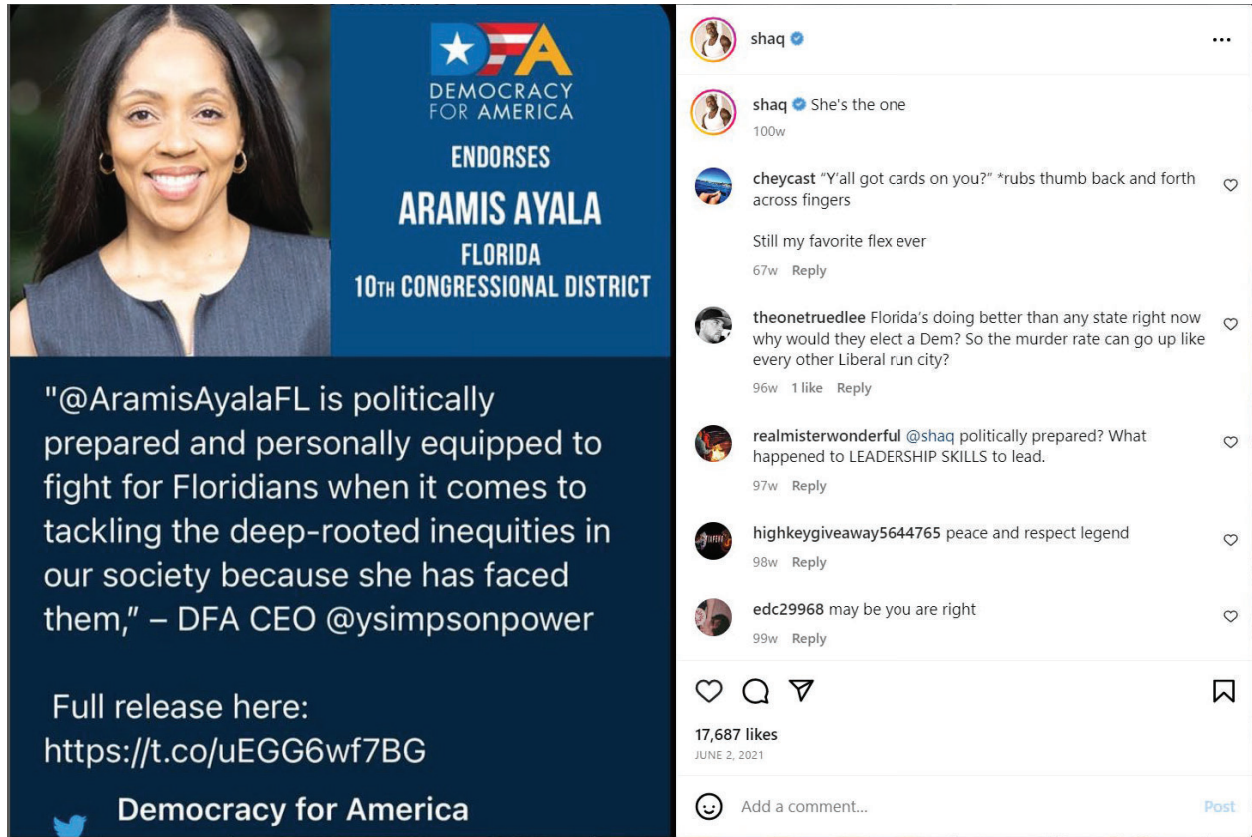 DFA
DEMOCRACY
FOR AMERICA
ENDORSES
ARAMIS AYALA
FLORIDA
10TH CONGRESSIONAL DISTRICT
"@AramisAyalaFL is politically
prepared and personally equipped to
fight for Floridians when it comes to
tackling the deep-rooted inequities in
our society because she has faced
them,” – DFA CEO @ysimpsonpower
Full release here:
https://t.co/uEGG6wf7BG
Democracy for America
shaq
shaq She's the one
100w
cheycast “Y'all got cards on you?” *rubs thumb back and forth
across fingers
Still my favorite flex ever
67w Reply
theonetruedlee Florida’s doing better than any state right now
why would they elect a Dem? So the murder rate can go up like
every other Liberal run city?
96w 1 like Reply
realmisterwonderful @shaq politically prepared? What
happened to LEADERSHIP SKILLS to lead.
97w Reply
highkeygiveaway5644765 peace and respect legend
98w Reply
edc29968 may be you are right
99w Reply
17,687 likes
JUNE 2, 2021
Add a comment...
Post